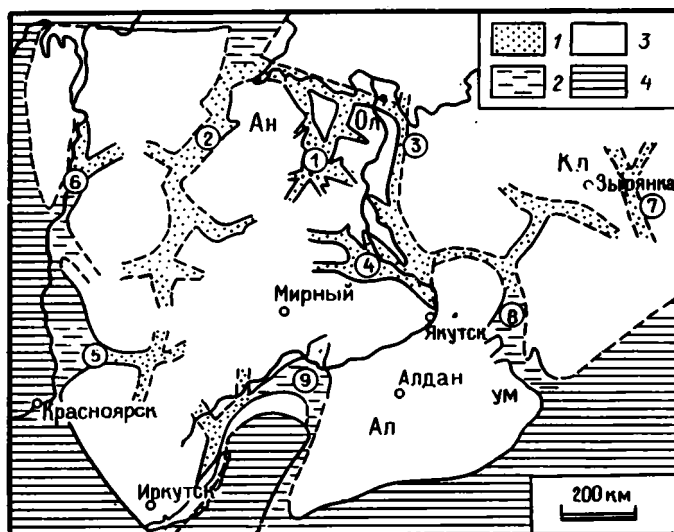 1 3
2 4
Ан
Ол
2
3
1
Кл
Зырянка
6
7
4
Мирный
8
Якутск
5
9
Алдан
ум
Красноярск
Ал
Иркутск
200 км